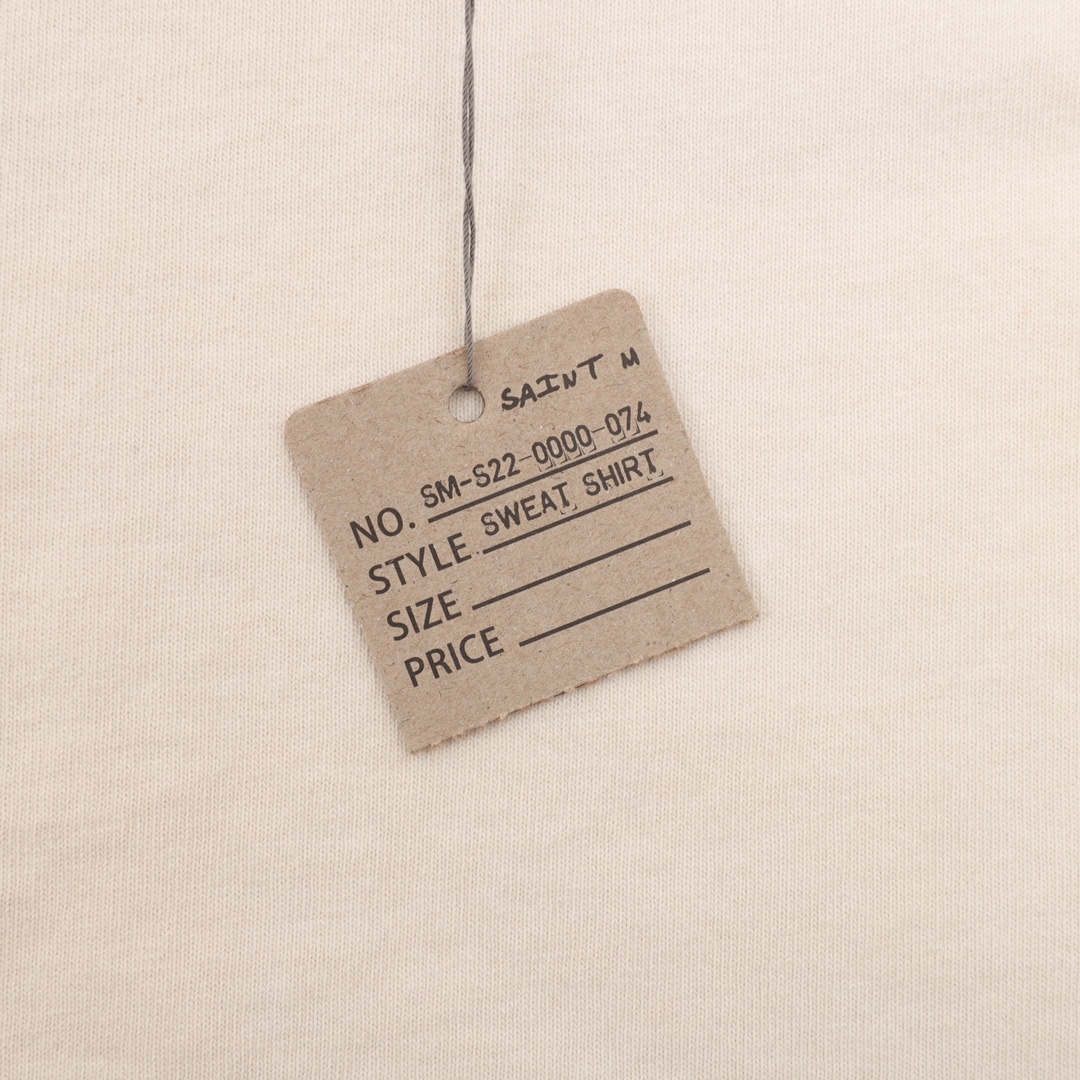 SAINT M
NO. SM-S22-0000-074
STYLE. SWEAT SHIRT
SIZE
PRICE